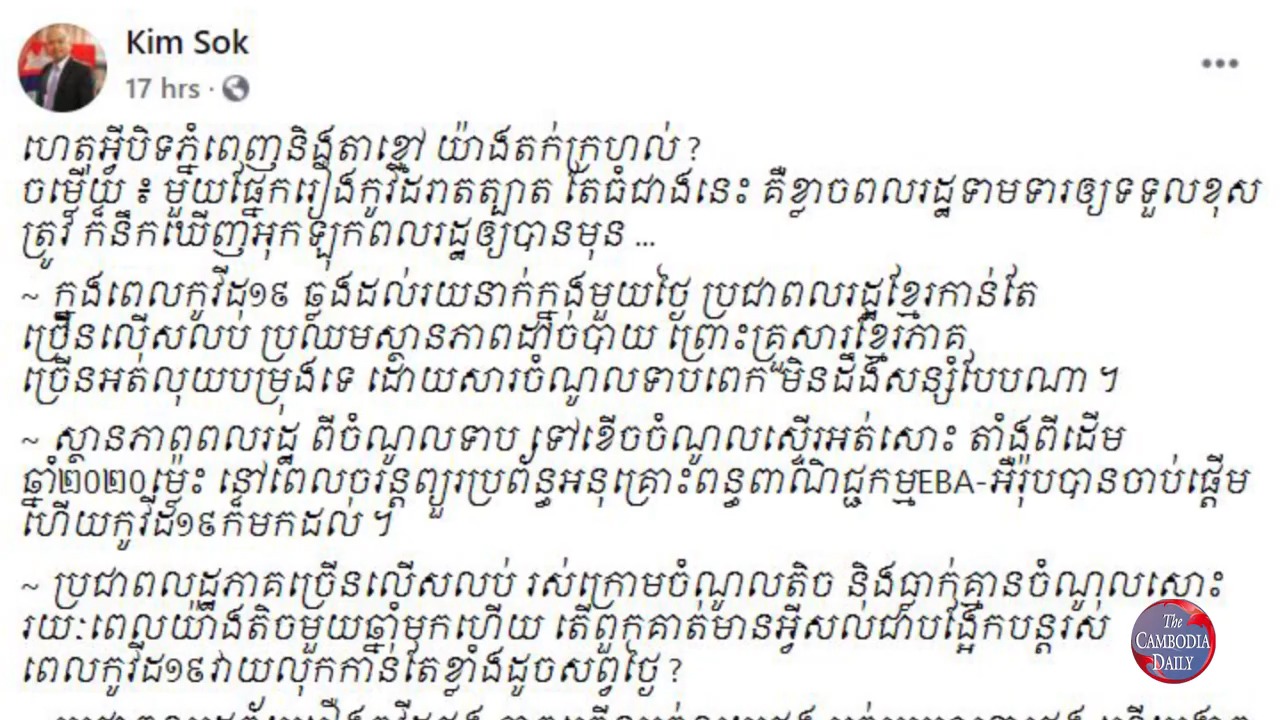 Kim Sok
17 hrs ·
ហេតុអ្វីបិទភ្នំពេញនិងតាខ្មៅ យ៉ាងតក់ក្រហល់ ?
ចម្លើយ ៖ មួយផ្នែករឿងកូវីដរាតត្បាត តែធំជាងនេះ គឺខ្លាចពលរដ្ឋទាមទារឲ្យទទួលខុស
ត្រូវ ក៏នឹកឃើញអុកឡុកពលរដ្ឋឲ្យបានមុន ...
~ ក្នុងពេលកូវីដ១៩ ឆ្លងដល់រយនាក់ក្នុងមួយថ្ងៃ ប្រជាពលរដ្ឋខ្មែរកាន់តែ
ច្រើនលើសលប់ ប្រឈមស្ថានភាពដាច់បាយ ព្រោះគ្រួសារខ្មែរភាគ
ច្រើនអត់លុយបម្រុងទេ ដោយសារចំណូលទាបពេក មិនដឹងសន្សំបែបណា ។
~ ស្ថានភាពពលរដ្ឋ ពីចំណូលទាប ទៅខើចចំណូលស្ទើរអត់សោះ តាំងពីដើម
ឆ្នាំ២០២០ម្ល៉េះ នៅពេលចរន្តព្យួរប្រព័ន្ធអនុគ្រោះពន្ធពាណិជ្ជកម្មEBA-អឺរ៉ុបបានចាប់ផ្តើម
ហើយកូវីដ១៩ក៏មកដល់ ។
~ ប្រជាពលដ្ឋភាគច្រើនលើសលប់ រស់ក្រោមចំណូលតិច និងធ្លាក់គ្មានចំណូលសោះ
រយៈពេលយ៉ាងតិចមួយឆ្នាំមុកហើយ តើពួកគាត់មានអ្វីសល់ជាបង្អែកបន្តរស់
ពេលកូវីដ១៩វាយលុកកាន់តែខ្លាំងដូចសព្វថ្ងៃ ?
The
CAMBODIA
DAILY